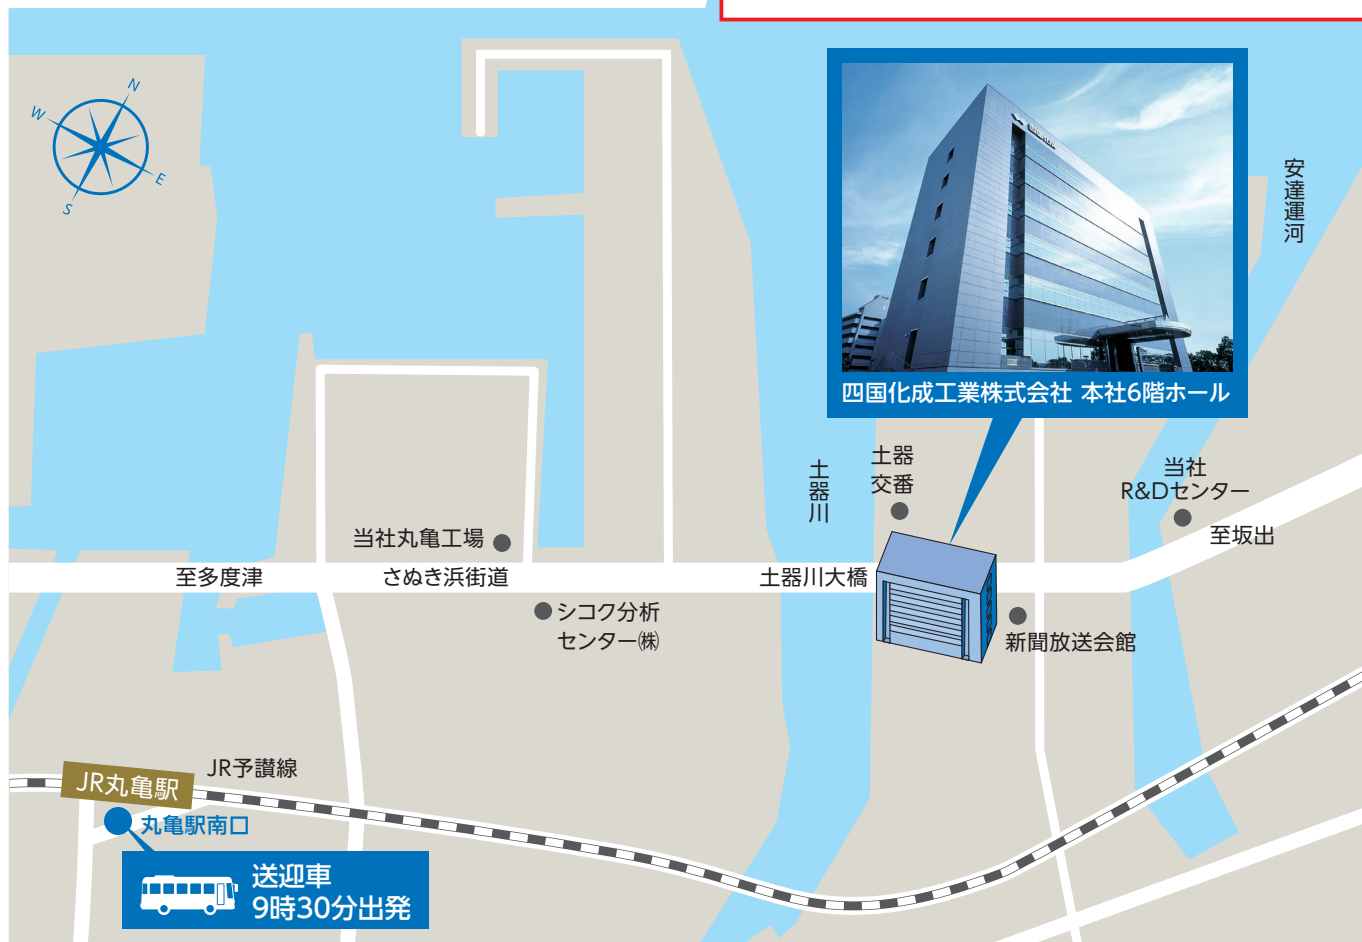 N
W
E
S
安達運河
四国化成工業株式会社 本社6階ホール
土器川
土器
交番
当社
R&Dセンター
至坂出
当社丸亀工場
至多度津
さぬき浜街道
土器川大橋
シコク分析
センター㈱
新聞放送会館
JR丸亀駅
JR予讃線
丸亀駅南口
送迎車
9時30分出発